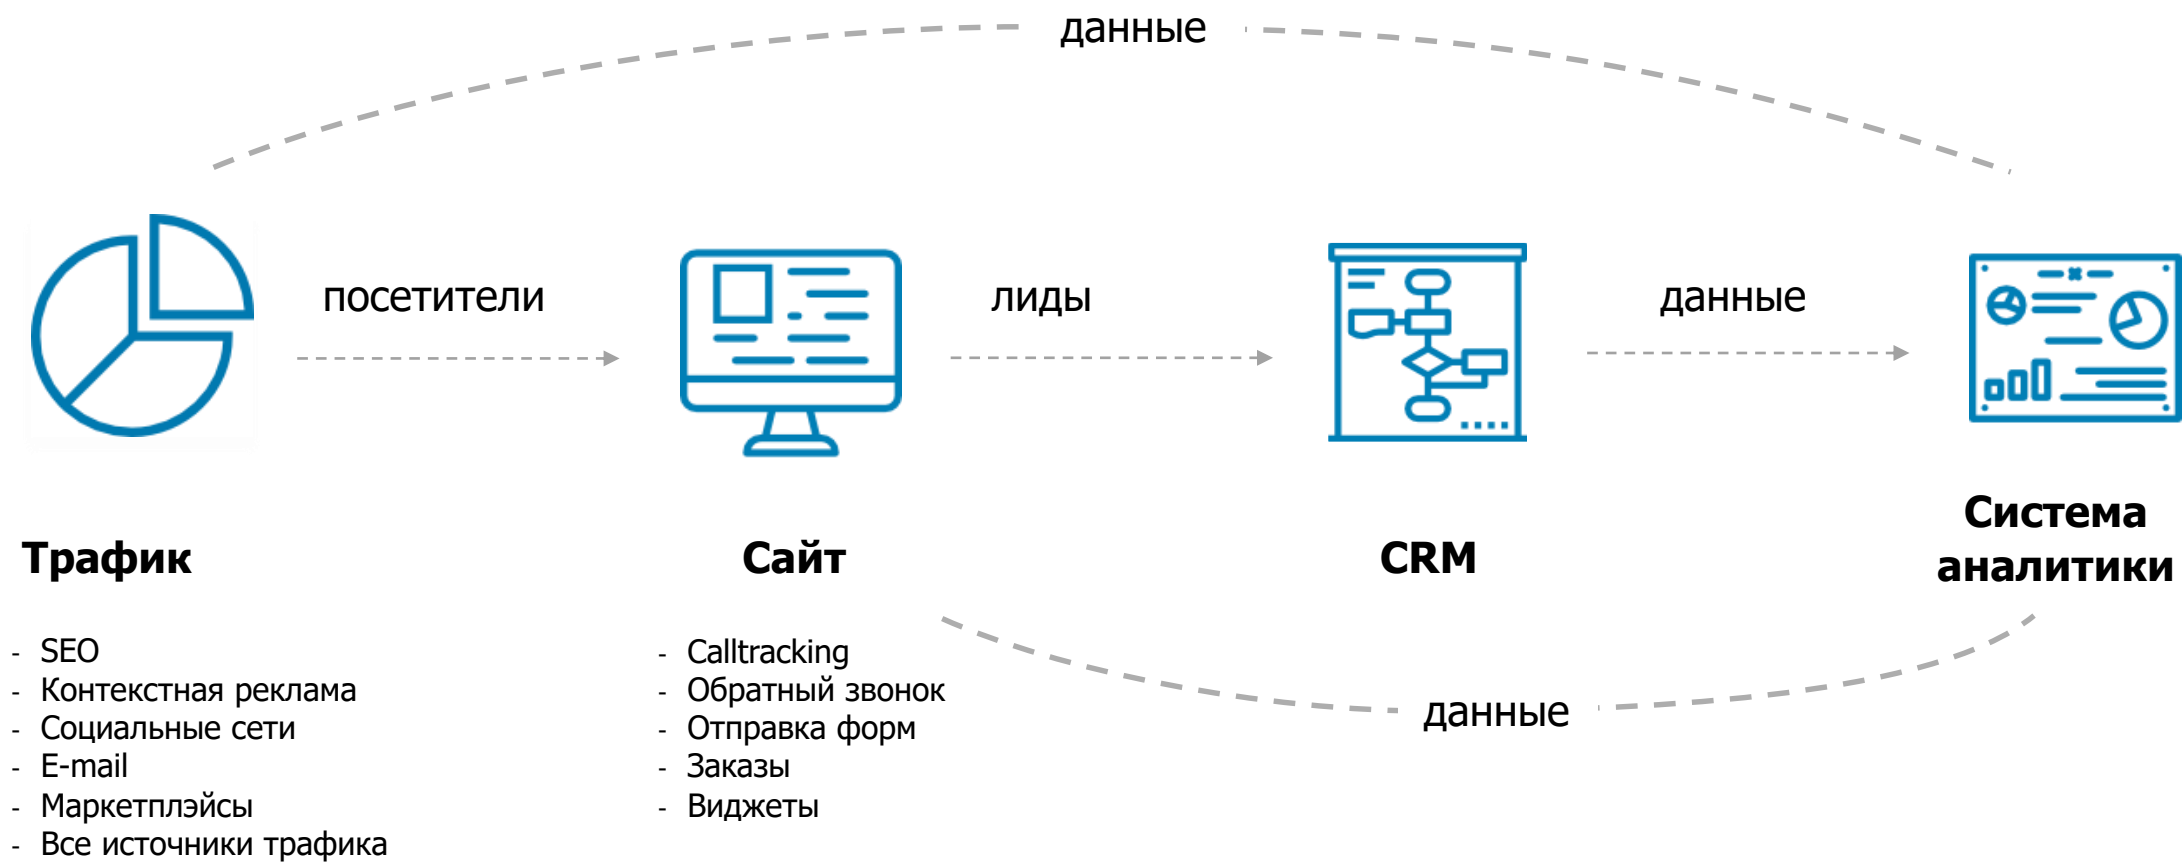 данные
посетители
лиды
данные
Трафик
Сайт
CRM
Система
аналитики
- SEO
- Контекстная реклама
- Социальные сети
- E-mail
- Маркетплэйсы
- Все источники трафика
- Calltracking
- Обратный звонок
- Отправка форм
- Заказы
- Виджеты
данные